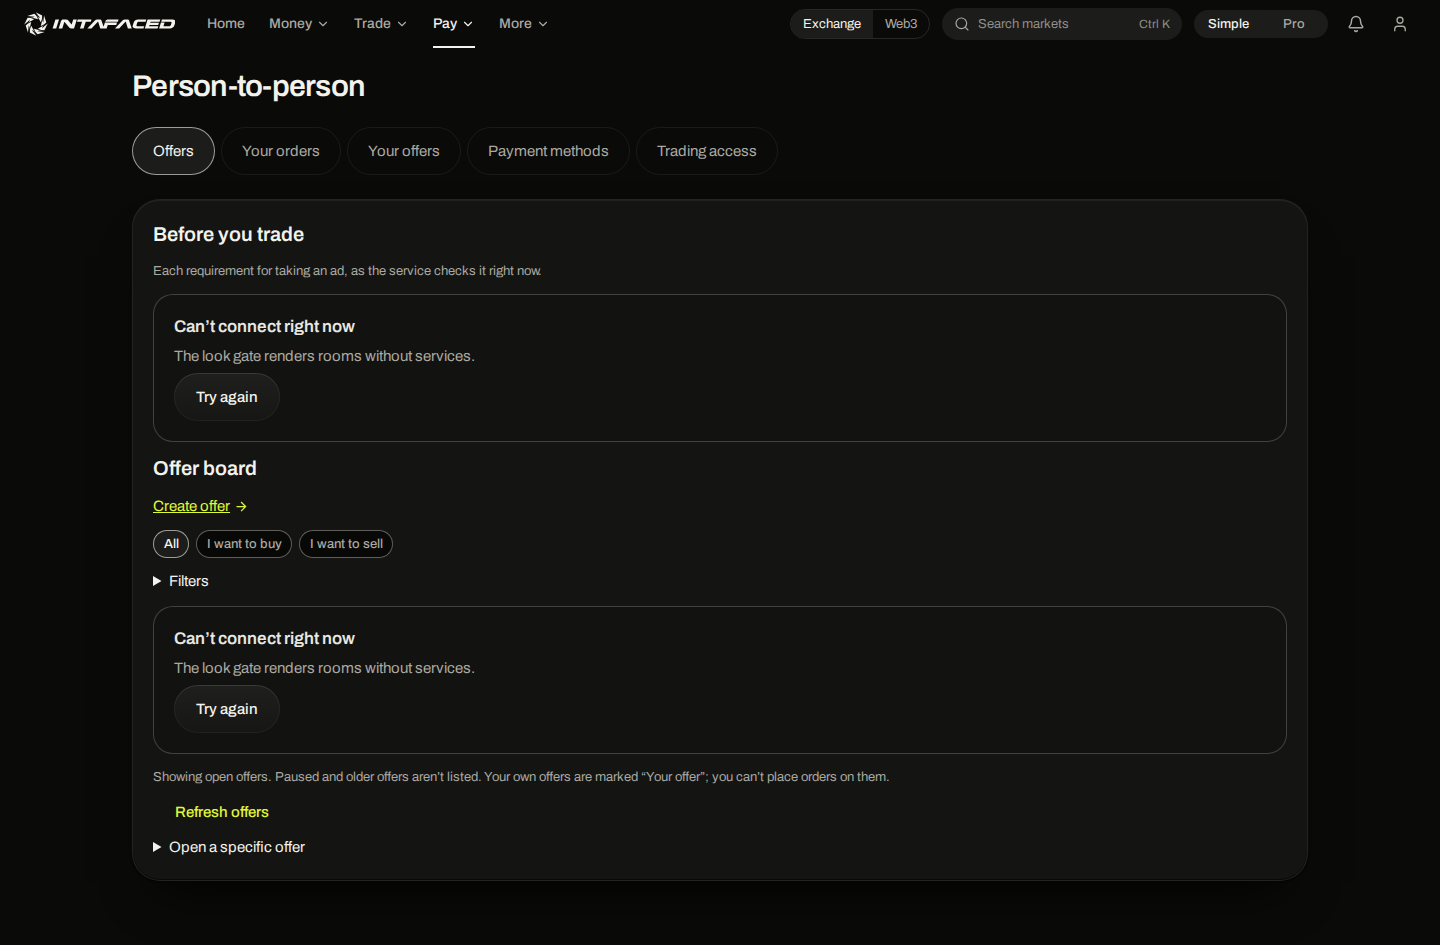 INTAFACED
Home Money Trade Pay More Exchange Web3 Search markets Ctrl K Simple Pro
Person-to-person
Offers Your orders Your offers Payment methods Trading access
Before you trade
Each requirement for taking an ad, as the service checks it right now.
Can’t connect right now
The look gate renders rooms without services.
Try again
Offer board
Create offer →
All I want to buy I want to sell
Filters
Can’t connect right now
The look gate renders rooms without services.
Try again
Showing open offers. Paused and older offers aren’t listed. Your own offers are marked “Your offer”; you can’t place orders on them.
Refresh offers
Open a specific offer